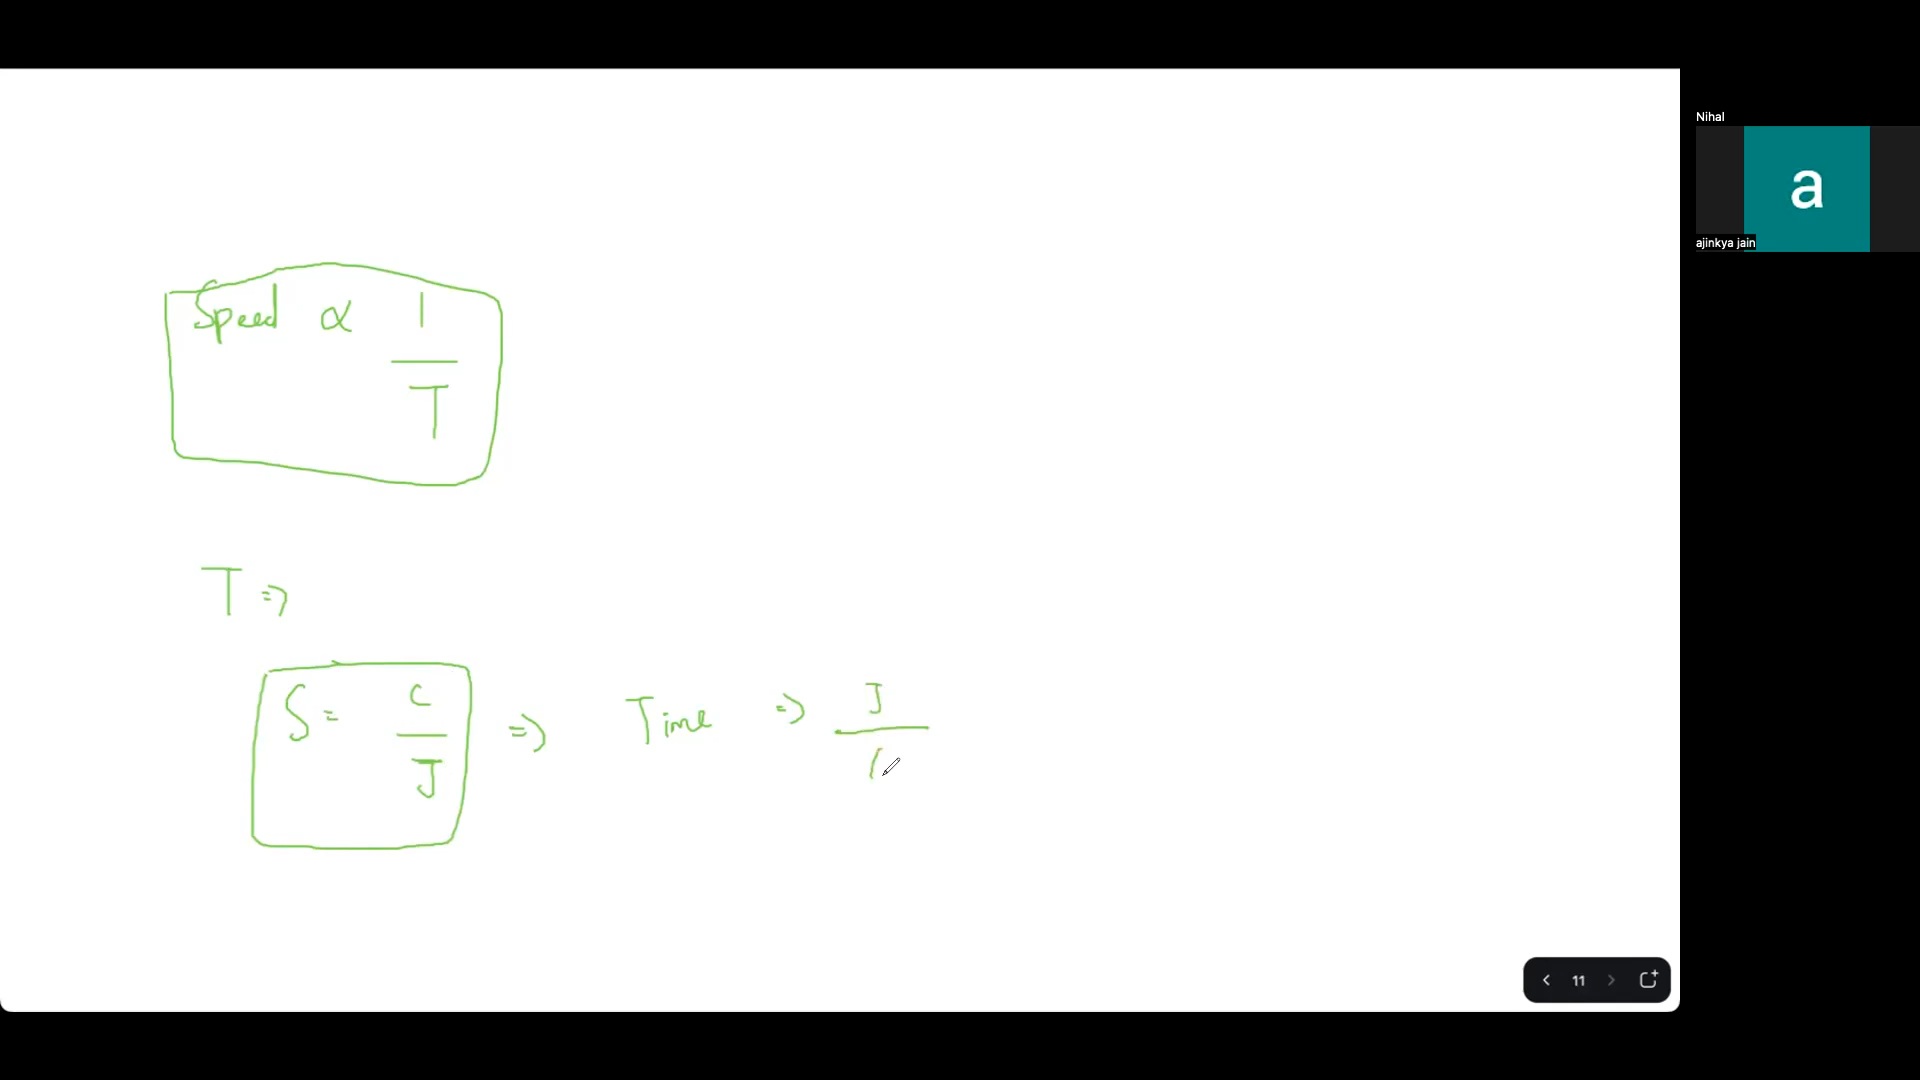 Nihal
a
ajinkya jain
Speed ∝ 1
T
T =>
S = C => Time => J
J
11